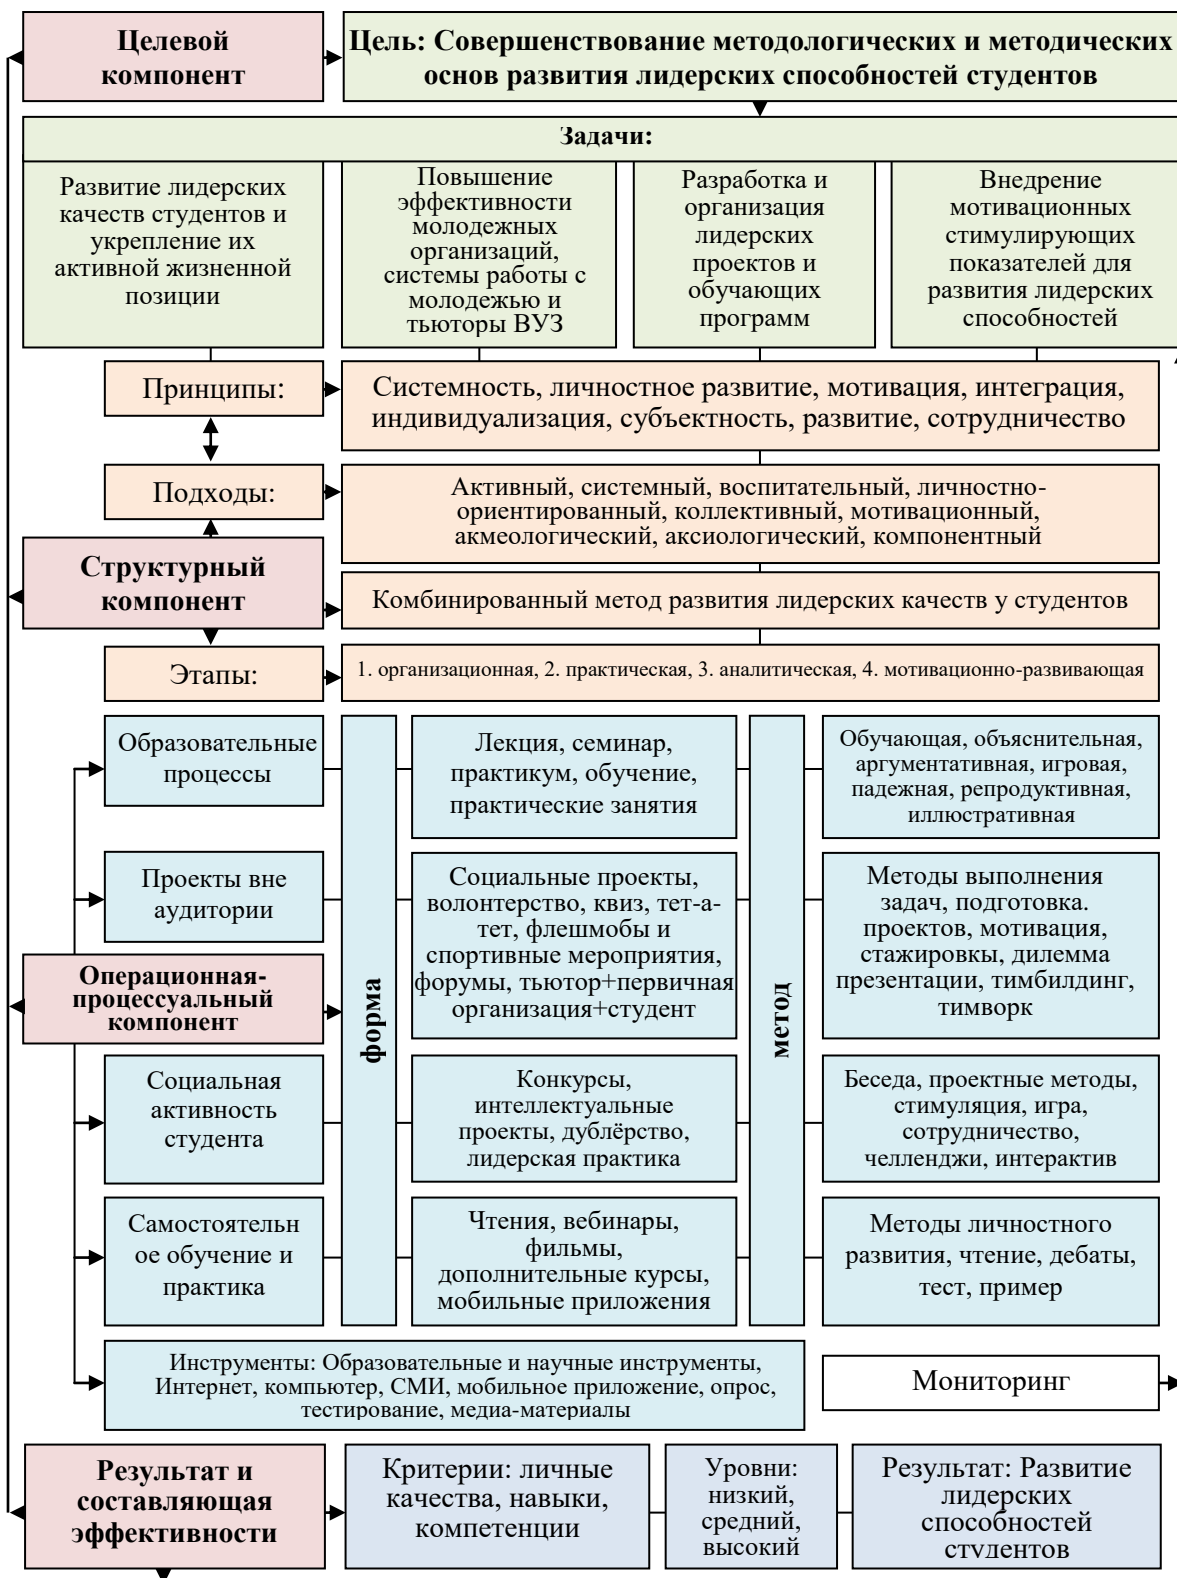 Целевой
компонент
Цель: Совершенствование методологических и методических
основ развития лидерских способностей студентов
Задачи:
Развитие лидерских
качеств студентов и
укрепление их
активной жизненной
позиции
Повышение
эффективности
молодежных
организаций,
системы работы с
молодежью и
тьюторы ВУЗ
Разработка и
организация
лидерских
проектов и
обучающих
программ
Внедрение
мотивационных
стимулирующих
показателей для
развития лидерских
способностей
Принципы:
Системность, личностное развитие, мотивация, интеграция,
индивидуализация, субъектность, развитие, сотрудничество
Подходы:
Активный, системный, воспитательный, личностно-
ориентированный, коллективный, мотивационный,
акмеологический, аксиологический, компонентный
Структурный
компонент
Комбинированный метод развития лидерских качеств у студентов
Этапы:
1. организационная, 2. практическая, 3. аналитическая, 4. мотивационно-развивающая
Образовательные
процессы
Лекция, семинар,
практикум, обучение,
практические занятия
Обучающая, объяснительная,
аргументативная, игровая,
падежная, репродуктивная,
иллюстративная
Проекты вне
аудитории
Социальные проекты,
волонтерство, квиз, тет-а-
тет, флешмобы и
спортивные мероприятия,
форумы, тьютор+первичная
организация+студент
Методы выполнения
задач, подготовка.
проектов, мотивация,
стажировкы, дилемма
презентации, тимбилдинг,
тимворк
Операционная-
процессуальный
компонент
форма
метод
Социальная
активность
студента
Конкурсы,
интеллектуальные
проекты, дублёрство,
лидерская практика
Беседа, проектные методы,
стимуляция, игра,
сотрудничество,
челленджи, интерактив
Самостоятельн
ое обучение и
практика
Чтения, вебинары,
фильмы,
дополнительные курсы,
мобильные приложения
Методы личностного
развития, чтение, дебаты,
тест, пример
Инструменты: Образовательные и научные инструменты,
Интернет, компьютер, СМИ, мобильное приложение, опрос,
тестирование, медиа-материалы
Мониторинг
Результат и
составляющая
эффективности
Критерии: личные
качества, навыки,
компетенции
Уровни:
низкий,
средний,
высокий
Результат: Развитие
лидерских
способностей
студентов